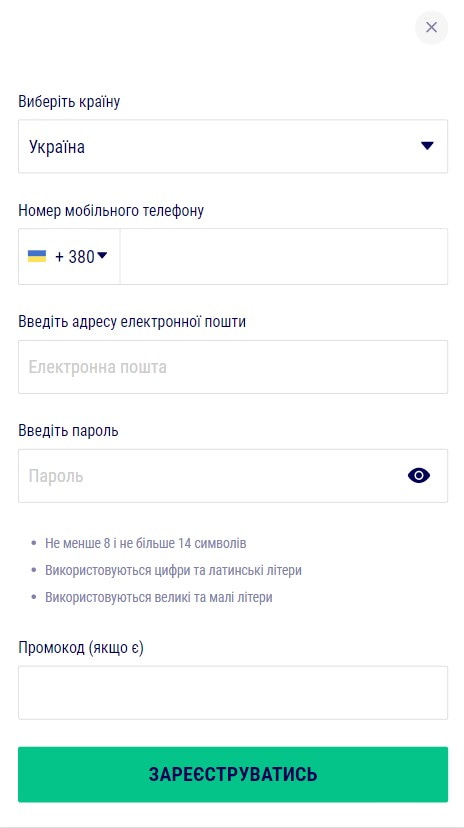 Виберіть країну
Україна
Номер мобільного телефону
+ 380
Введіть адресу електронної пошти
Електронна пошта
Введіть пароль
Пароль
• Не менше 8 і не більше 14 символів
• Використовуються цифри та латинські літери
• Використовуються великі та малі літери
Промокод (якщо є)
ЗАРЕЄСТРУВАТИСЬ